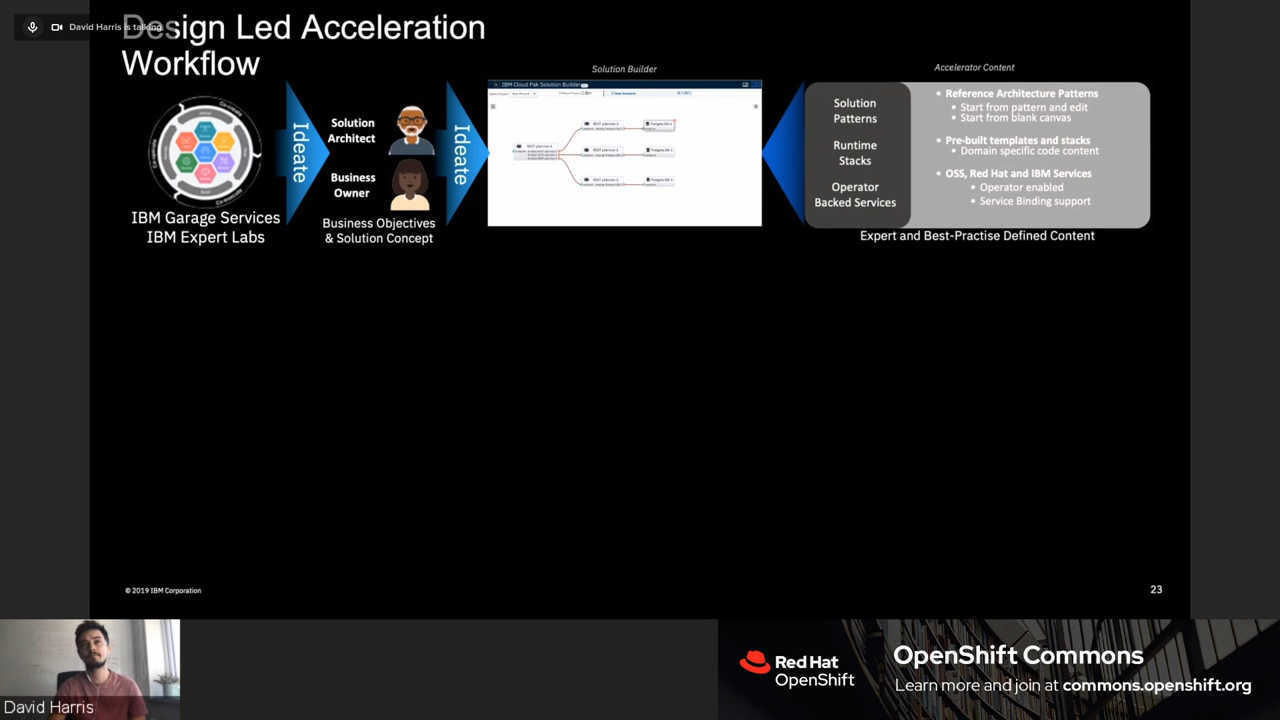 David Harris is talking
Design Led Acceleration
Workflow
Solution Builder
Accelerator Content
Ideate
Ideate
Solution
Architect
Business
Owner
IBM Garage Services
IBM Expert Labs
Business Objectives
& Solution Concept
IBM Cloud Pak Solution Builder
Solution
Patterns
Runtime
Stacks
Operator
Backed Services
• Reference Architecture Patterns
• Start from pattern and edit
• Start from blank canvas
• Pre-built templates and stacks
• Domain specific code content
• OSS, Red Hat and IBM Services
• Operator enabled
• Service Binding support
Expert and Best-Practise Defined Content
© 2019 IBM Corporation
23
David Harris
Red Hat
OpenShift
OpenShift Commons
Learn more and join at commons.openshift.org